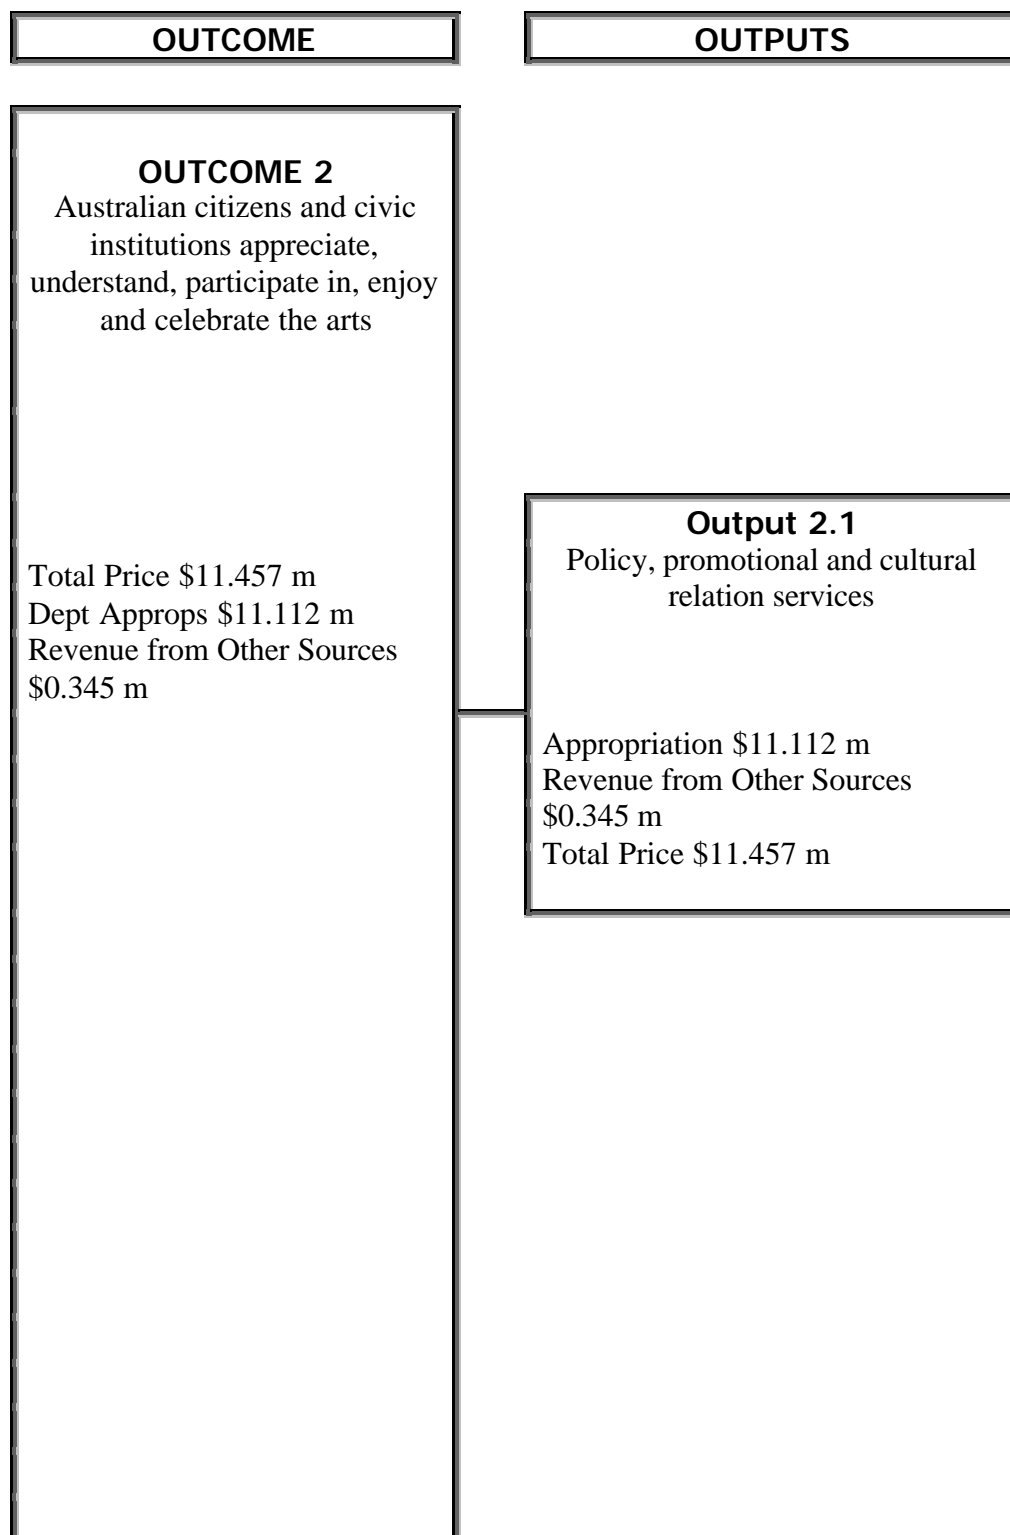 OUTCOME
OUTPUTS
OUTCOME 2
Australian citizens and civic
institutions appreciate,
understand, participate in, enjoy
and celebrate the arts
Total Price $11.457 m
Dept Approps $11.112 m
Revenue from Other Sources
$0.345 m
Output 2.1
Policy, promotional and cultural
relation services
Appropriation $11.112 m
Revenue from Other Sources
$0.345 m
Total Price $11.457 m